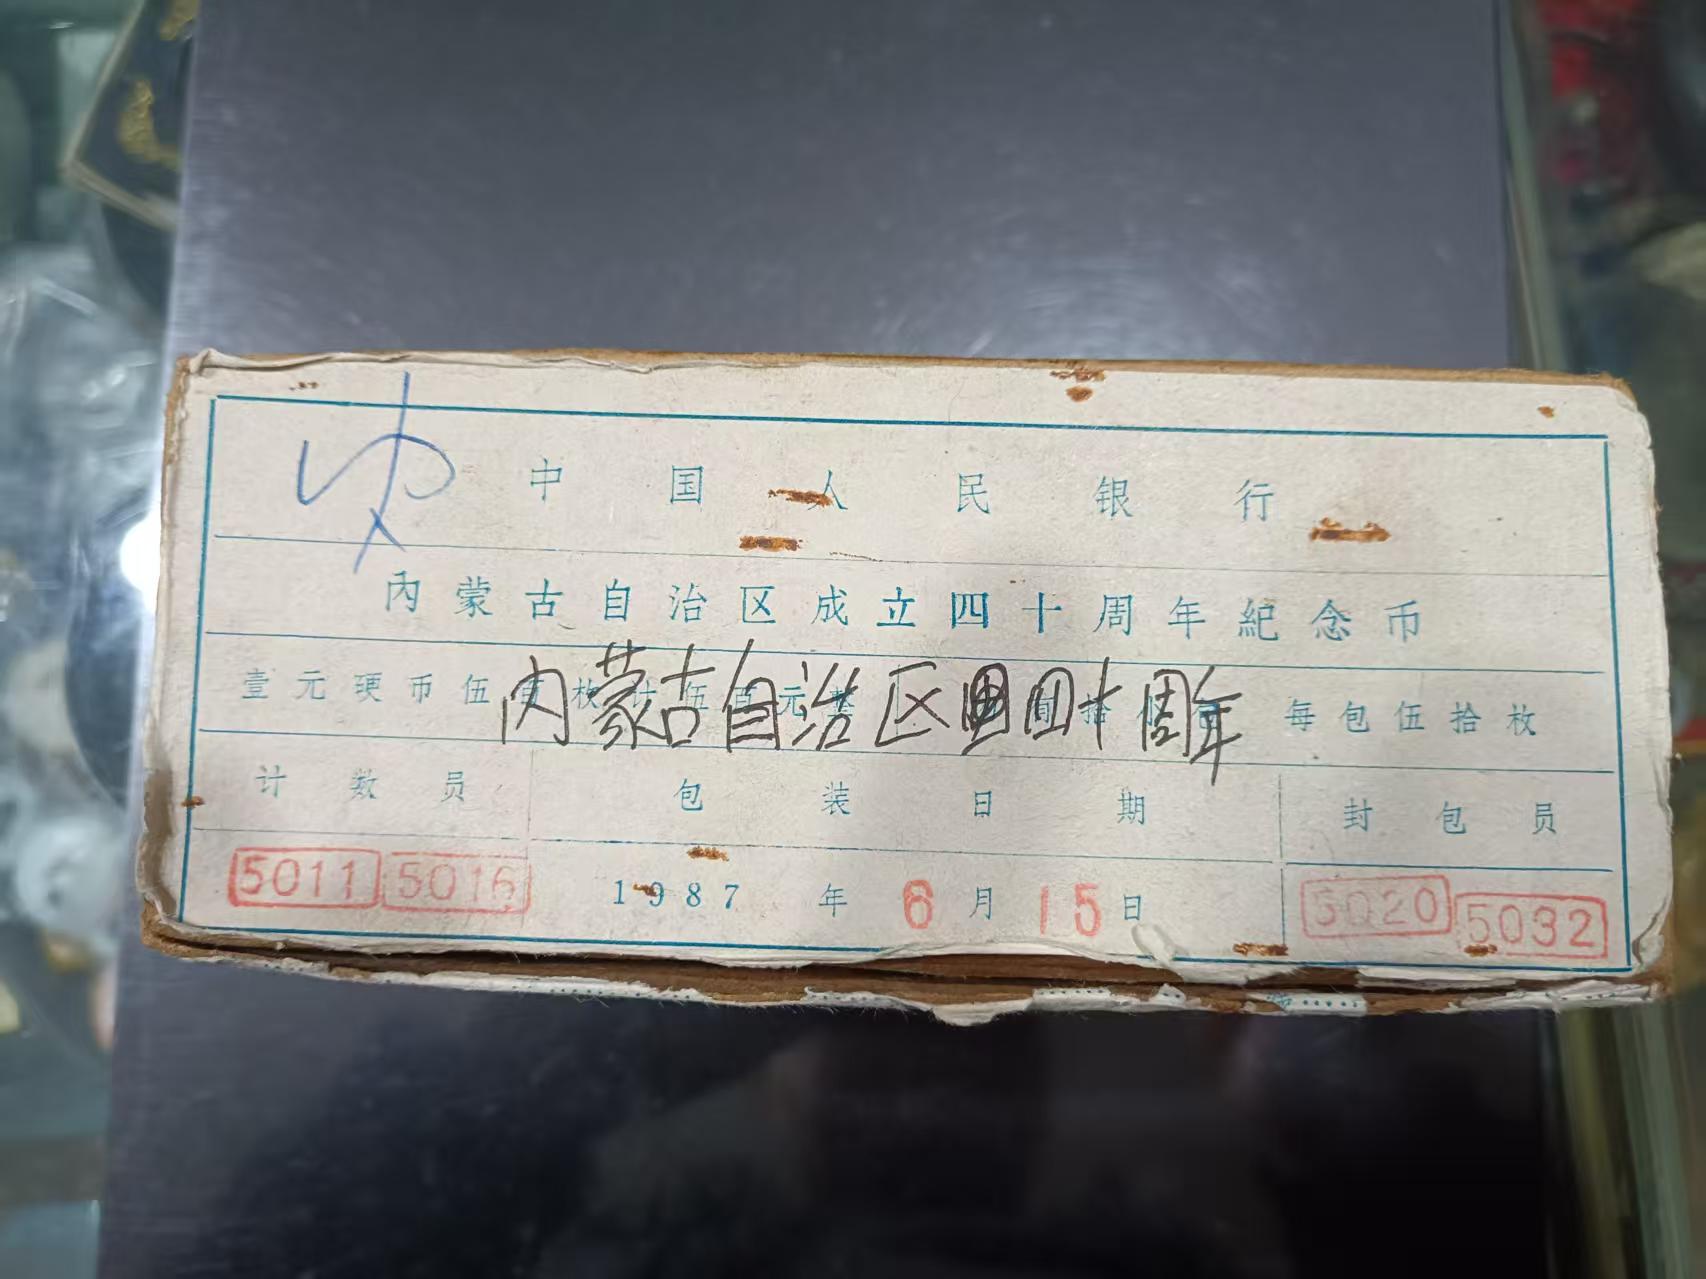 中国人民银行
內蒙古自治区成立四十周年紀念币
壹元硬币伍百枚计伍百元整
每包伍拾枚
内蒙古自治区四十周年
计数员 包装日期 封包员
5011 5016 1987年6月15日 5020 5032